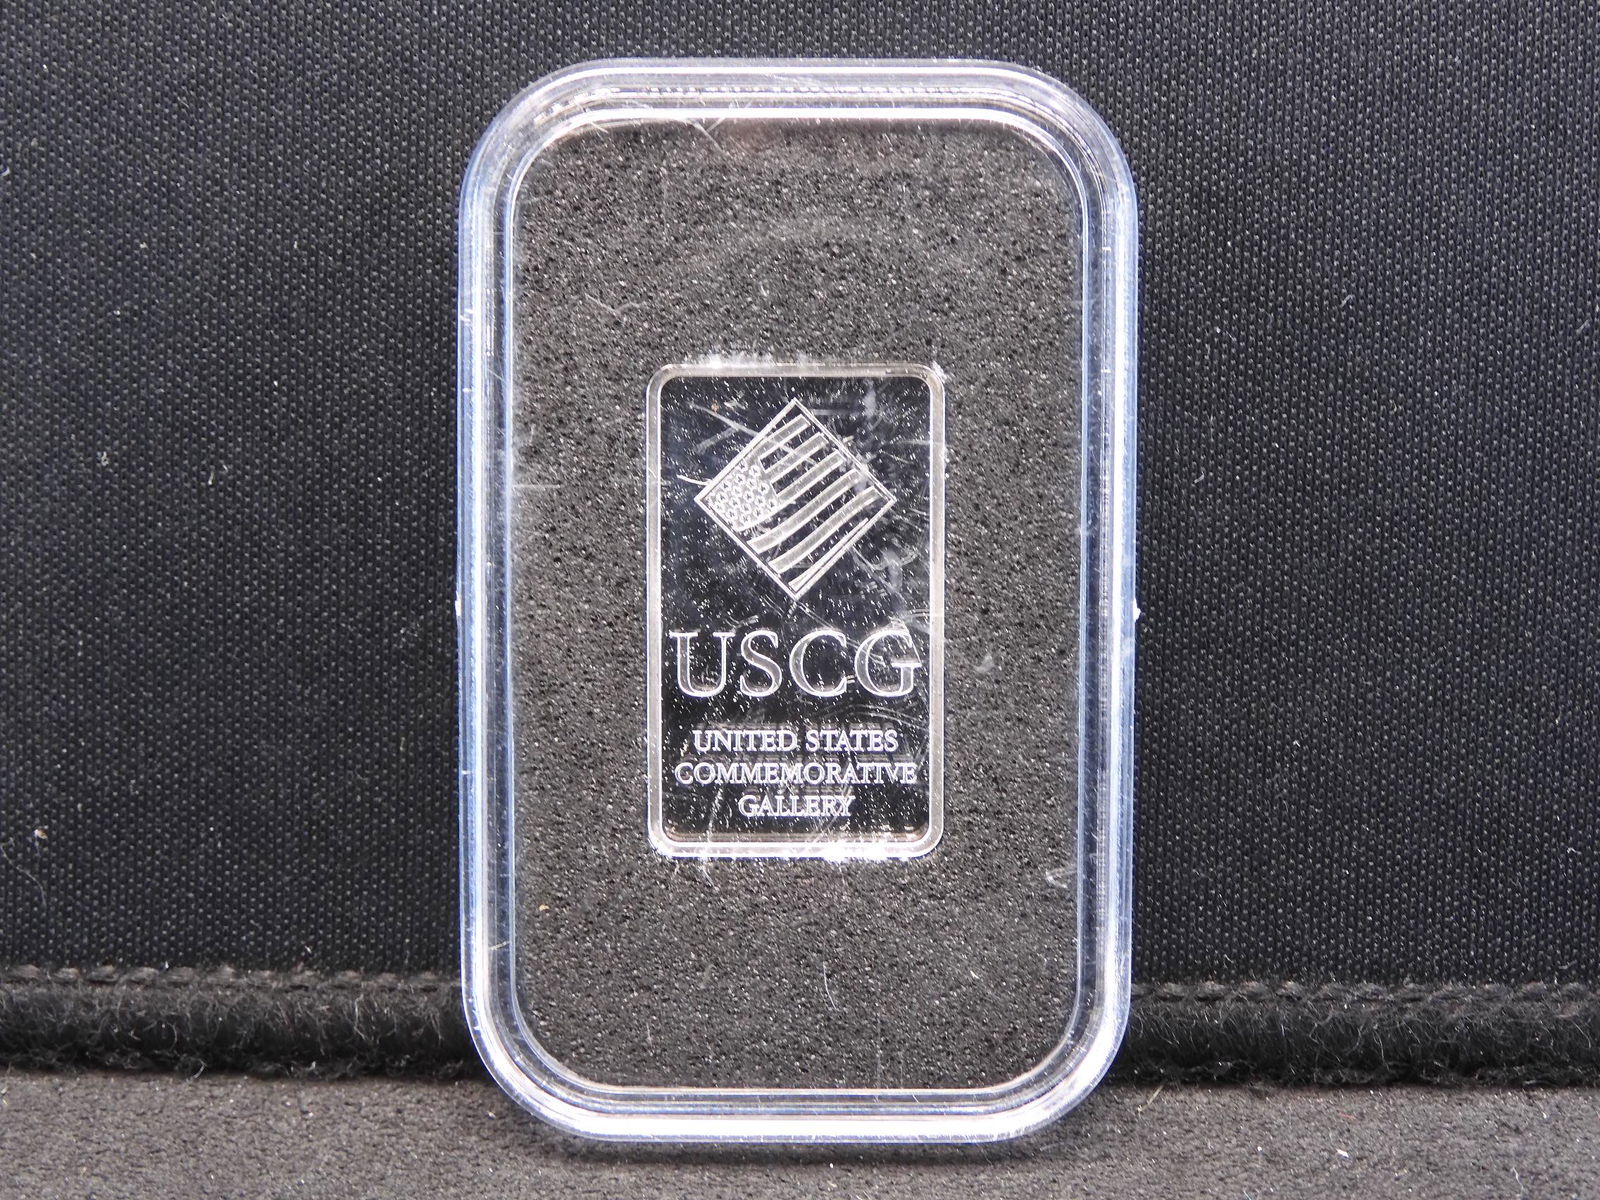 USCG
UNITED STATES
COMMEMORATIVE
GALLERY